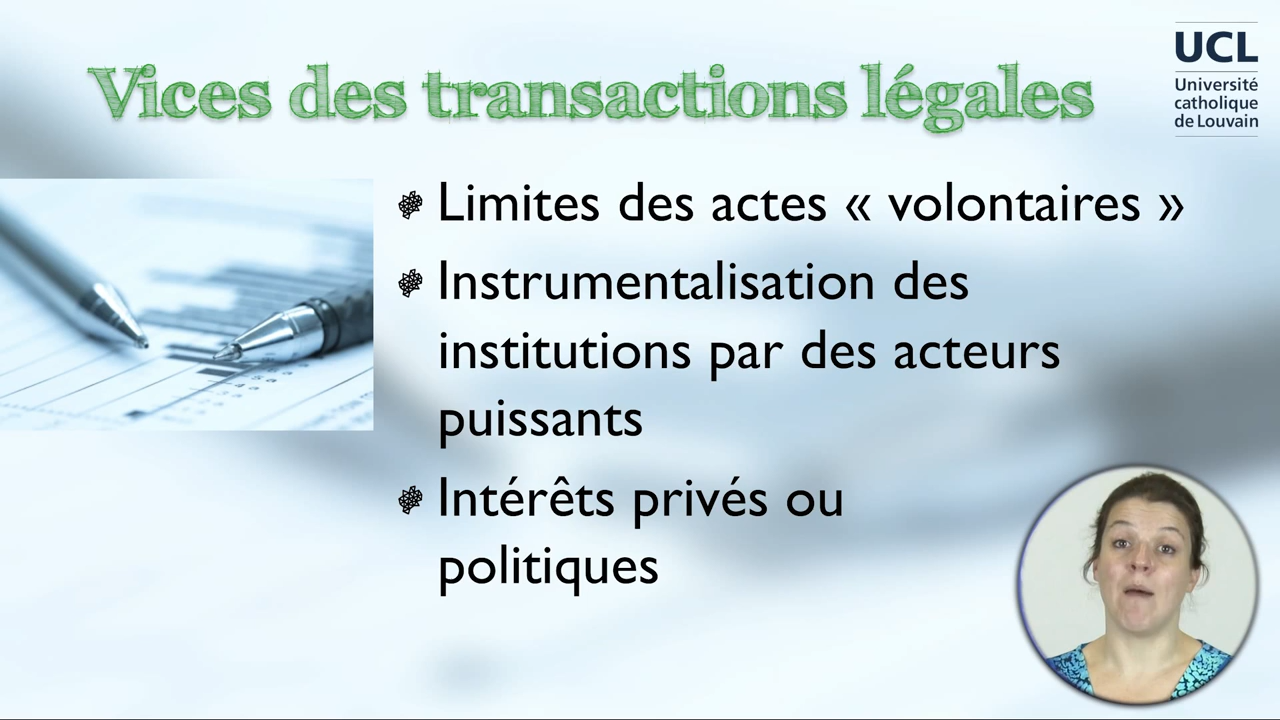 Vices des transactions légales
UCL
Université
catholique
de Louvain
Limites des actes « volontaires »
Instrumentalisation des
institutions par des acteurs
puissants
Intérêts privés ou
politiques